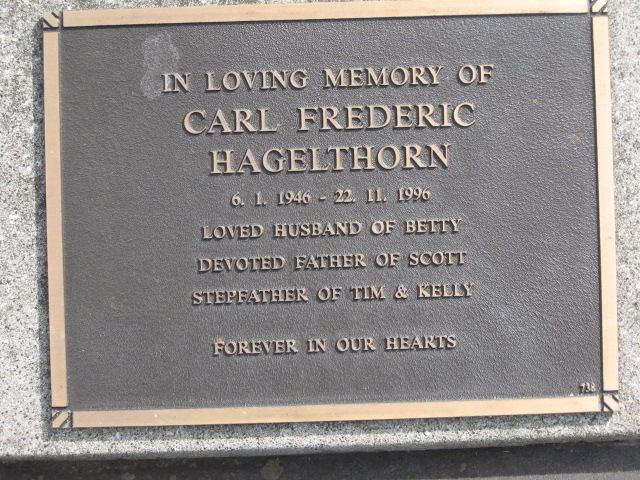 IN LOVING MEMORY OF
CARL FREDERIC
HAGELTHORN
6. 1. 1946 - 22. 11. 1996
LOVED HUSBAND OF BETTY
DEVOTED FATHER OF SCOTT
STEPFATHER OF TIM & KELLY
FOREVER IN OUR HEARTS
738